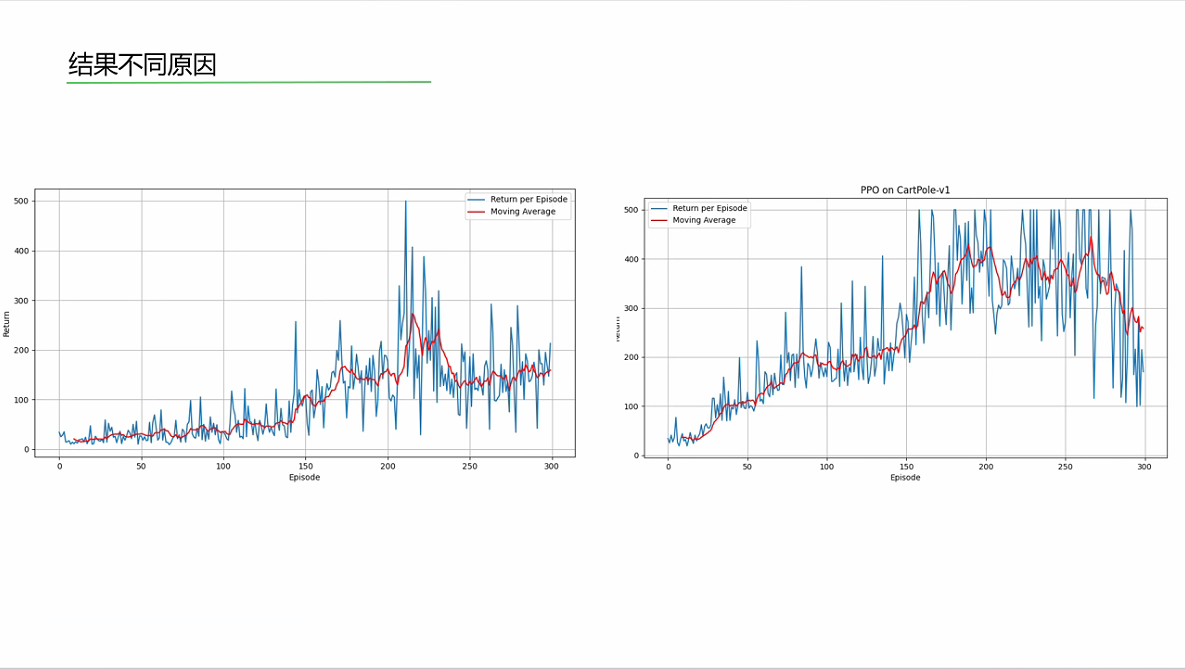 结果不同原因
Return per Episode
Moving Average
500
400
300
200
100
0
Return
0 50 100 150 200 250 300
Episode
PPO on CartPole-v1
Return per Episode
Moving Average
500
400
300
200
100
0
0 50 100 150 200 250 300
Episode